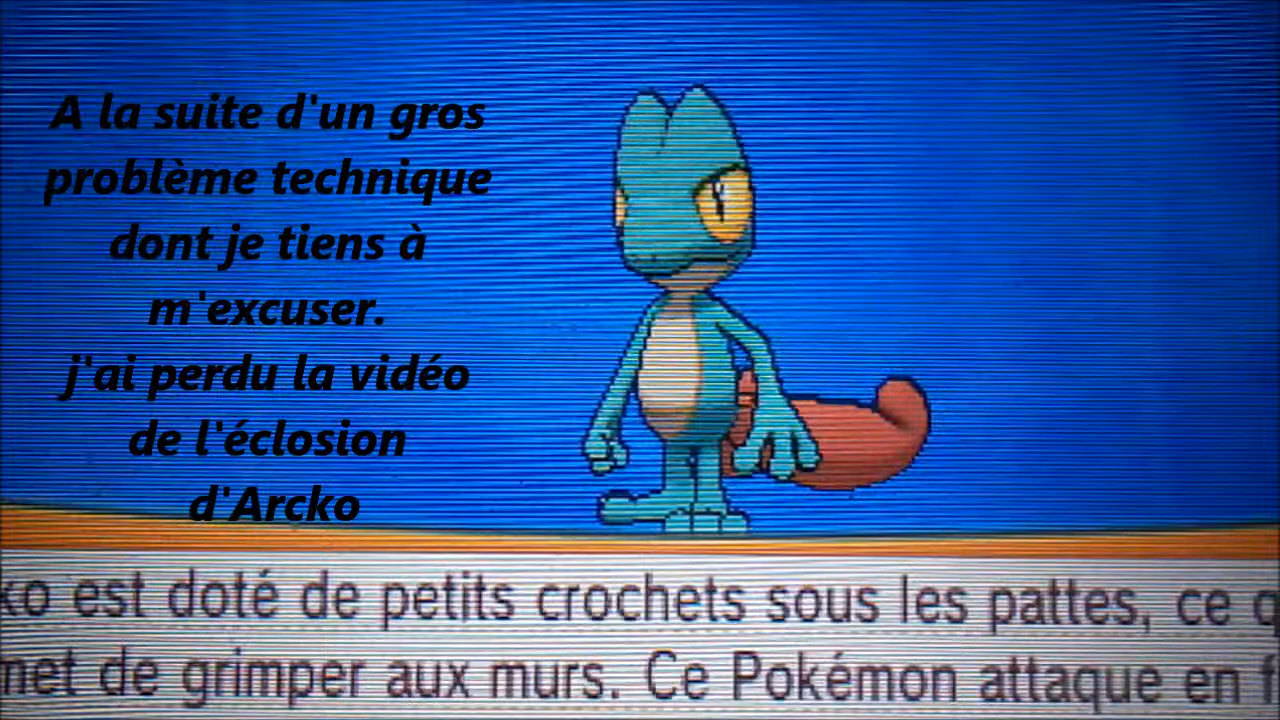 A la suite d'un gros
problème technique
dont je tiens à
m'excuser.
j'ai perdu la vidéo
de l'éclosion
d'Arcko
ko est doté de petits crochets sous les pattes, ce q
met de grimper aux murs. Ce Pokémon attaque en f